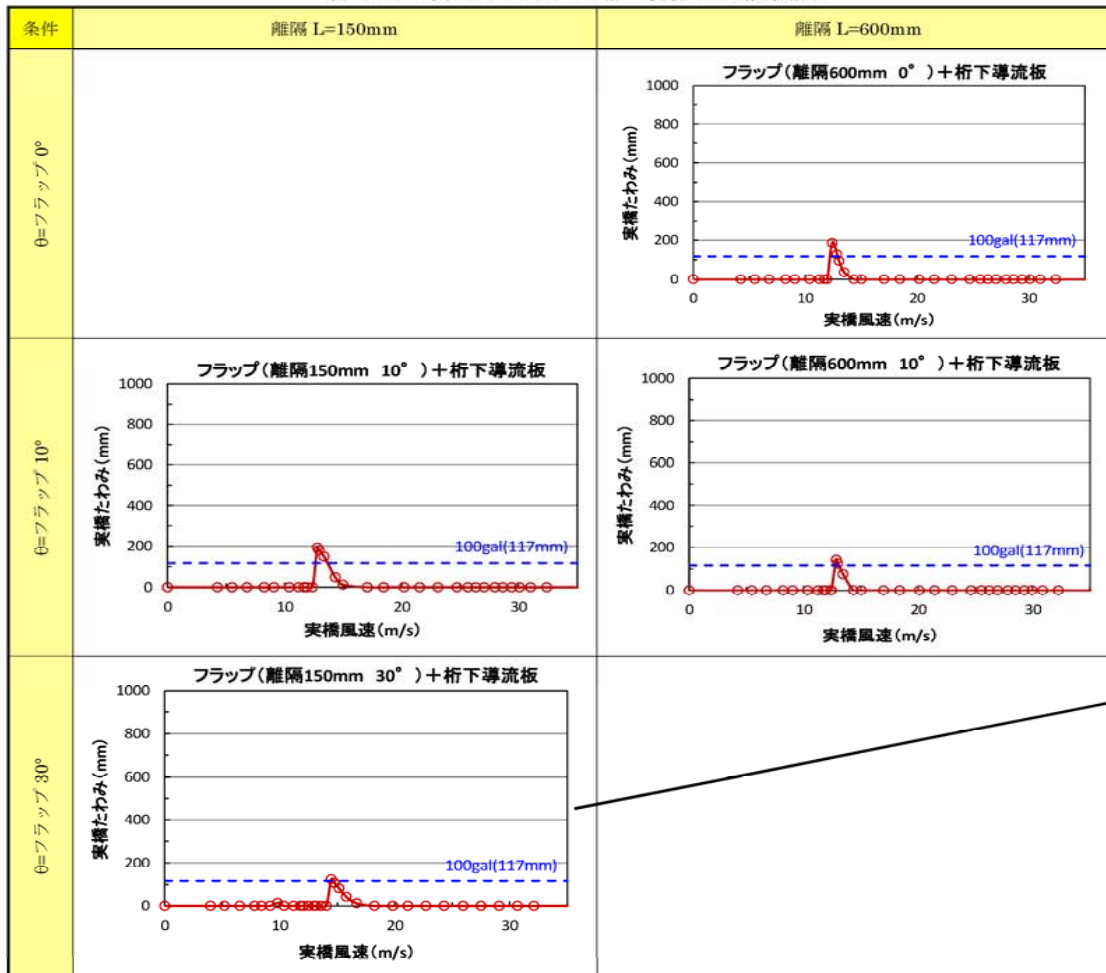 条件
離隔 L=150mm
離隔 L=600mm
θ=フラップ 0°
フラップ(離隔600mm 0°)+桁下導流板
実橋たわみ(mm)
1000
800
600
400
200
0
100gal(117mm)
0 10 20 30
実橋風速(m/s)
θ=フラップ 10°
フラップ(離隔150mm 10°)+桁下導流板
実橋たわみ(mm)
1000
800
600
400
200
0
100gal(117mm)
0 10 20 30
実橋風速(m/s)
フラップ(離隔600mm 10°)+桁下導流板
実橋たわみ(mm)
1000
800
600
400
200
0
100gal(117mm)
0 10 20 30
実橋風速(m/s)
θ=フラップ 30°
フラップ(離隔150mm 30°)+桁下導流板
実橋たわみ(mm)
1000
800
600
400
200
0
100gal(117mm)
0 10 20 30
実橋風速(m/s)